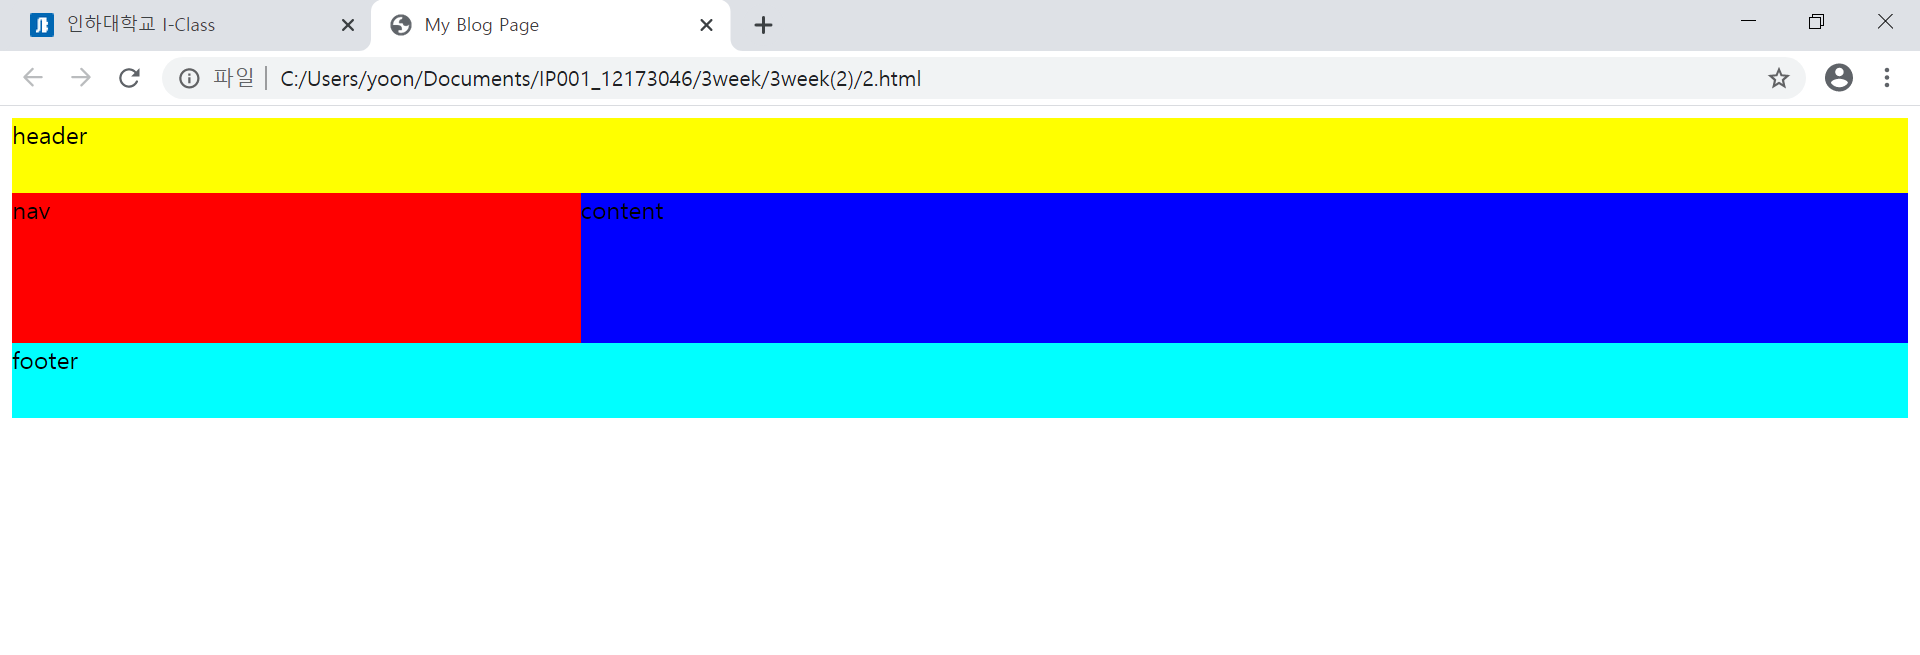 인하대학교 I-Class
My Blog Page
파일 C:/Users/yoon/Documents/IP001_12173046/3week/3week(2)/2.html
header
nav
content
footer